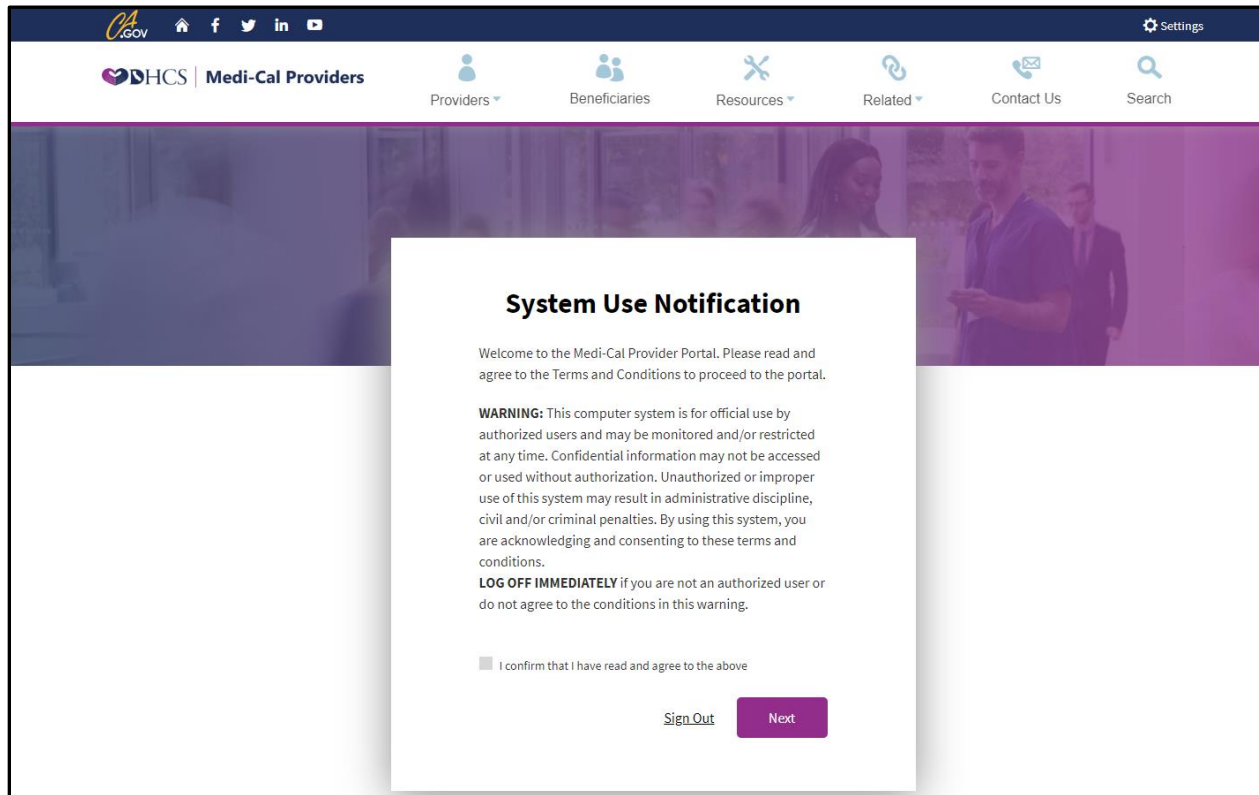 CA.GOV
Settings
DHCS | Medi-Cal Providers
Providers
Beneficiaries
Resources
Related
Contact Us
Search
System Use Notification
Welcome to the Medi-Cal Provider Portal. Please read and
agree to the Terms and Conditions to proceed to the portal.
WARNING: This computer system is for official use by
authorized users and may be monitored and/or restricted
at any time. Confidential information may not be accessed
or used without authorization. Unauthorized or improper
use of this system may result in administrative discipline,
civil and/or criminal penalties. By using this system, you
are acknowledging and consenting to these terms and
conditions.
LOG OFF IMMEDIATELY if you are not an authorized user or
do not agree to the conditions in this warning.
I confirm that I have read and agree to the above
Sign Out
Next